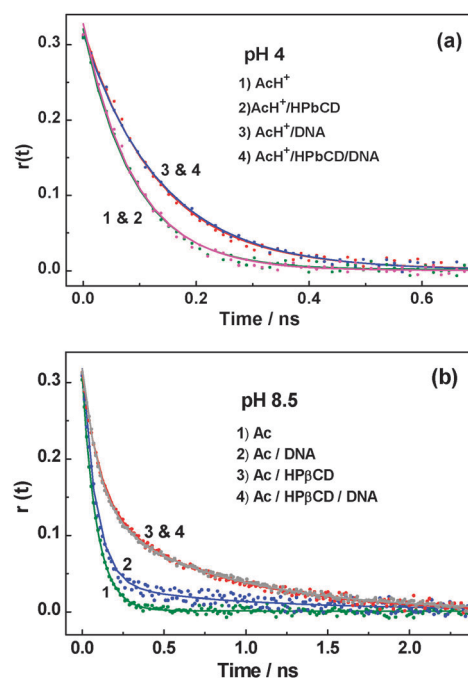 (a)
pH 4
1) AcH⁺
2)AcH⁺/HPbCD
3) AcH⁺/DNA
4) AcH⁺/HPbCD/DNA
r(t)
0.3
0.2
0.1
0.0
3 & 4
1 & 2
0.0 0.2 0.4 0.6
Time / ns
(b)
pH 8.5
1) Ac
2) Ac / DNA
3) Ac / HPβCD
4) Ac / HPβCD / DNA
r (t)
0.3
0.2
0.1
0.0
3 & 4
2
1
0.0 0.5 1.0 1.5 2.0
Time / ns